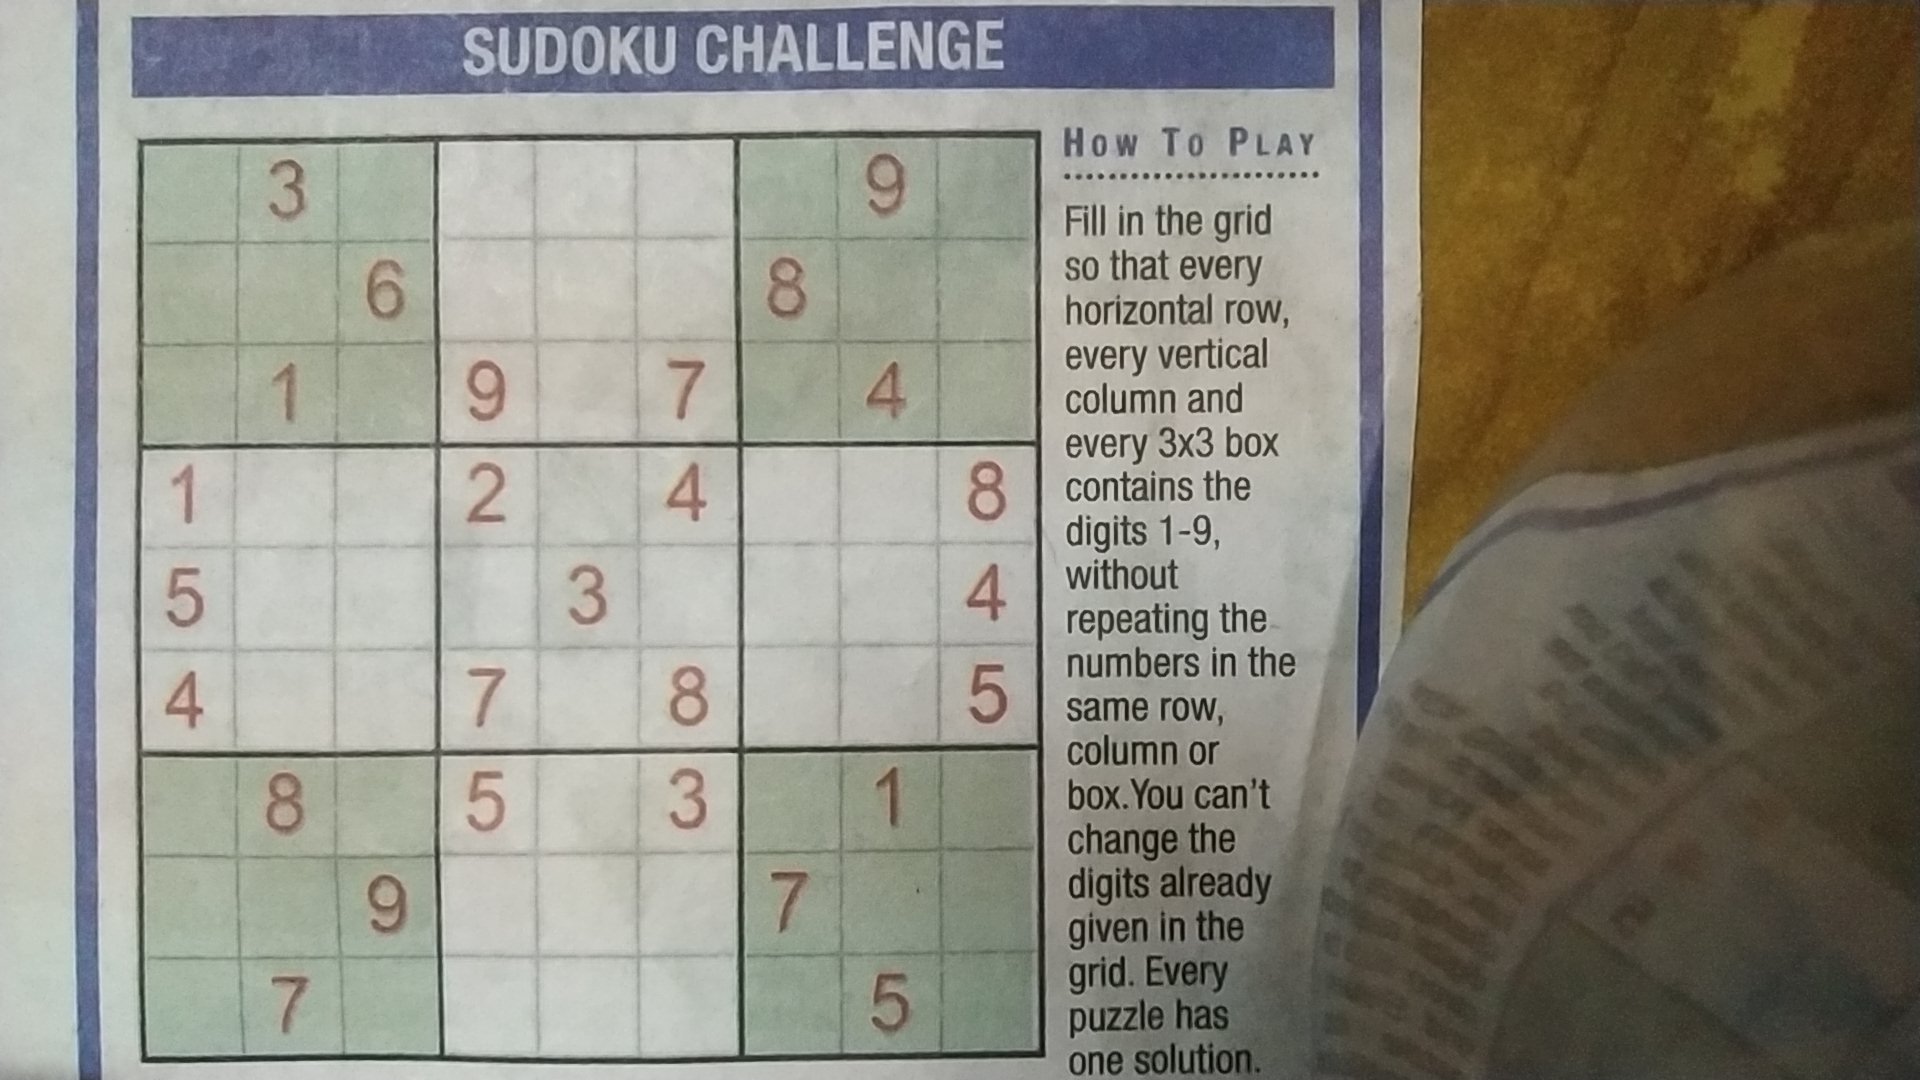 SUDOKU CHALLENGE
3 9
6 8
1 9 7 4
1 2 4 8
5 3 4
4 7 8 5
8 5 3 1
9 7
7 5
HOW TO PLAY
Fill in the grid
so that every
horizontal row,
every vertical
column and
every 3x3 box
contains the
digits 1-9,
without
repeating the
numbers in the
same row,
column or
box.You can't
change the
digits already
given in the
grid. Every
puzzle has
one solution.